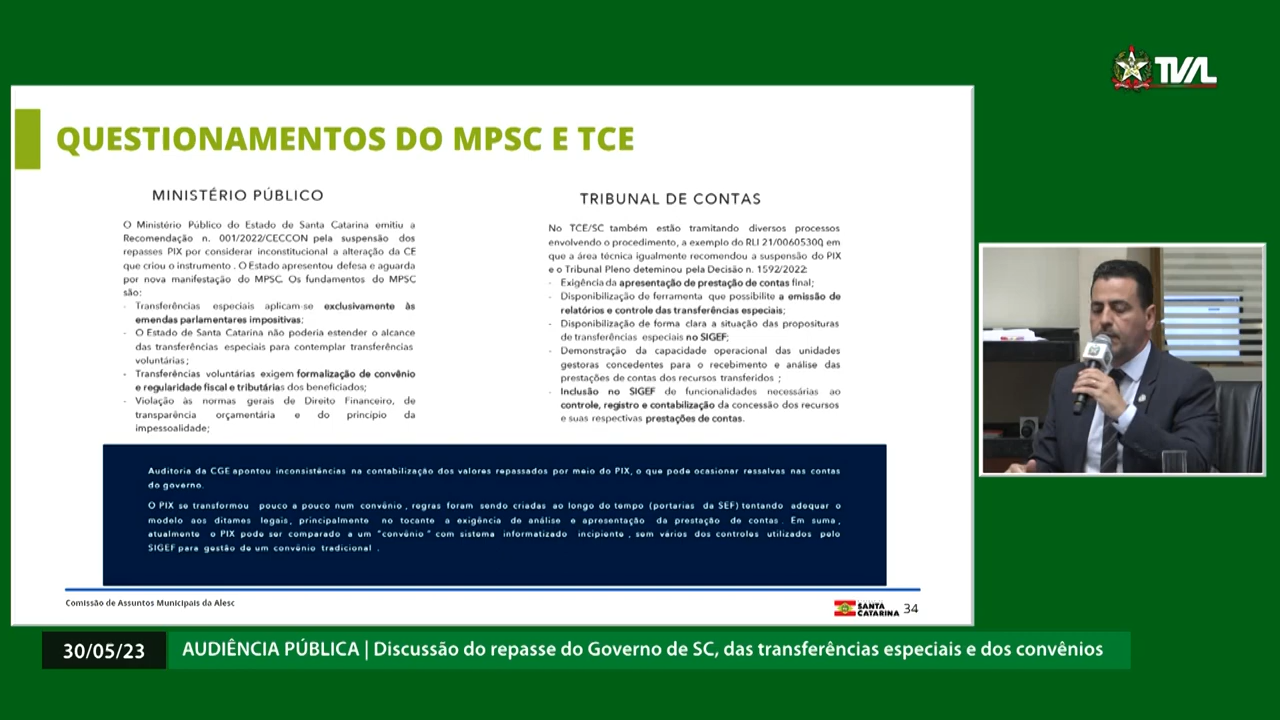 TVAL
QUESTIONAMENTOS DO MPSC E TCE
MINISTÉRIO PÚBLICO
O Ministério Público do Estado de Santa Catarina emitiu a
Recomendação n. 001/2022/CECCON pela suspensão dos
repasses PIX por considerar inconstitucional a alteração da CE
que criou o instrumento . O Estado apresentou defesa e aguarda
por nova manifestação do MPSC. Os fundamentos do MPSC
são:
- Transferências especiais aplicam-se exclusivamente às
emendas parlamentares impositivas;
- O Estado de Santa Catarina não poderia estender o alcance
das transferências especiais para contemplar transferências
voluntárias;
- Transferências voluntárias exigem formalização de convênio
e regularidade fiscal e tributárias dos beneficiados;
- Violação às normas gerais de Direito Financeiro, de
transparência orçamentária e do princípio da
impessoalidade;
TRIBUNAL DE CONTAS
No TCE/SC também estão tramitando diversos processos
envolvendo o procedimento, a exemplo do RLI 21/00605300, em
que a área técnica igualmente recomendou a suspensão do PIX
e o Tribunal Pleno deteminou pela Decisão n. 1592/2022:
- Exigência da apresentação de prestação de contas final;
- Disponibilização de ferramenta que possibilite a emissão de
relatórios e controle das transferências especiais;
- Disponibilização de forma clara a situação das proposituras
de transferências especiais no SIGEF;
- Demonstração da capacidade operacional das unidades
gestoras concedentes para o recebimento e análise das
prestações de contas dos recursos transferidos ;
- Inclusão no SIGEF de funcionalidades necessárias ao
controle, registro e contabilização da concessão dos recursos
e suas respectivas prestações de contas.
Auditoria da CGE apontou inconsistências na contabilização dos valores repassados por meio do PIX, o que pode ocasionar ressalvas nas contas
do governo.
O PIX se transformou pouco a pouco num convênio , regras foram sendo criadas ao longo do tempo (portarias da SEF) tentando adequar o
modelo aos ditames legais, principalmente no tocante a exigência de análise e apresentação da prestação de contas . Em suma,
atualmente o PIX pode ser comparado a um "convênio" com sistema informatizado incipiente , sem vários dos controles utilizados pelo
SIGEF para gestão de um convênio tradicional .
Comissão de Assuntos Municipais da Alesc
SANTA
CATARINA
34
30/05/23
AUDIÊNCIA PÚBLICA | Discussão do repasse do Governo de SC, das transferências especiais e dos convênios